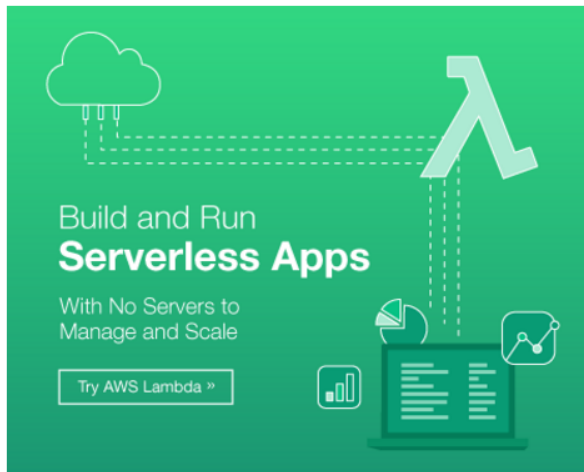 Build and Run
Serverless Apps
With No Servers to
Manage and Scale
Try AWS Lambda »